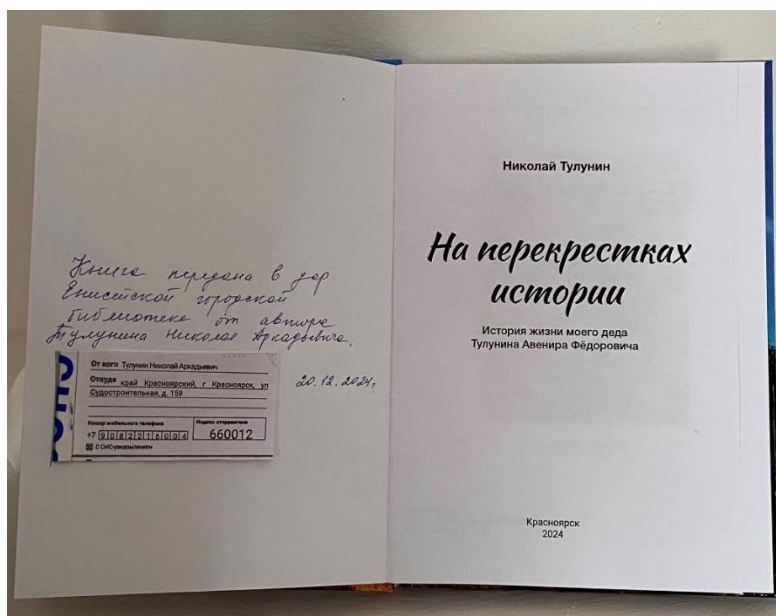 Книга передана в дар
Енисейской городской
библиотеке от автора
Тулунина Николая Аркадьевича.
20.12.2024г
От кого Тулунин Николай Аркадьевич
Откуда край Красноярский, г Красноярск, ул
Судостроительная, д. 159
Номер мобильного телефона
Индекс отправителя
+7 9082216004
660012
С СМС-уведомлением
Николай Тулунин
На перекрестках
истории
История жизни моего деда
Тулунина Авенира Фёдоровича
Красноярск
2024